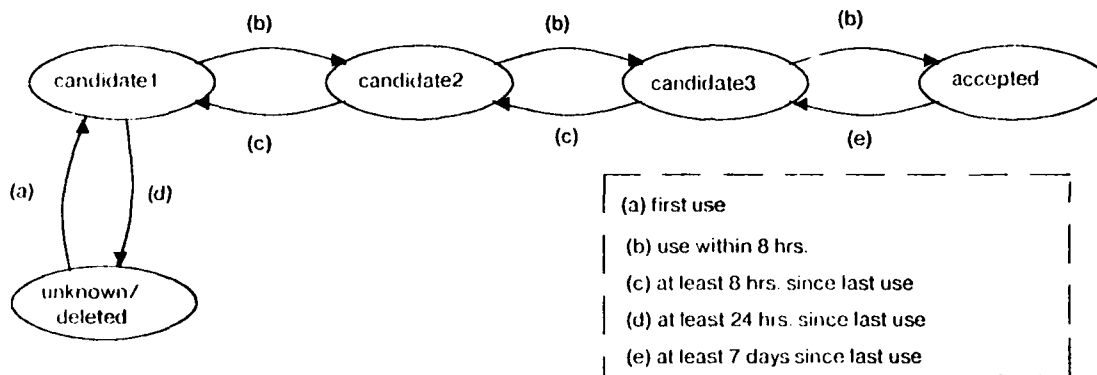 (b)
(b)
(b)
candidate1
candidate2
candidate3
accepted
(c)
(c)
(e)
(a)
(d)
unknown/
deleted
(a) first use
(b) use within 8 hrs.
(c) at least 8 hrs. since last use
(d) at least 24 hrs. since last use
(e) at least 7 days since last use